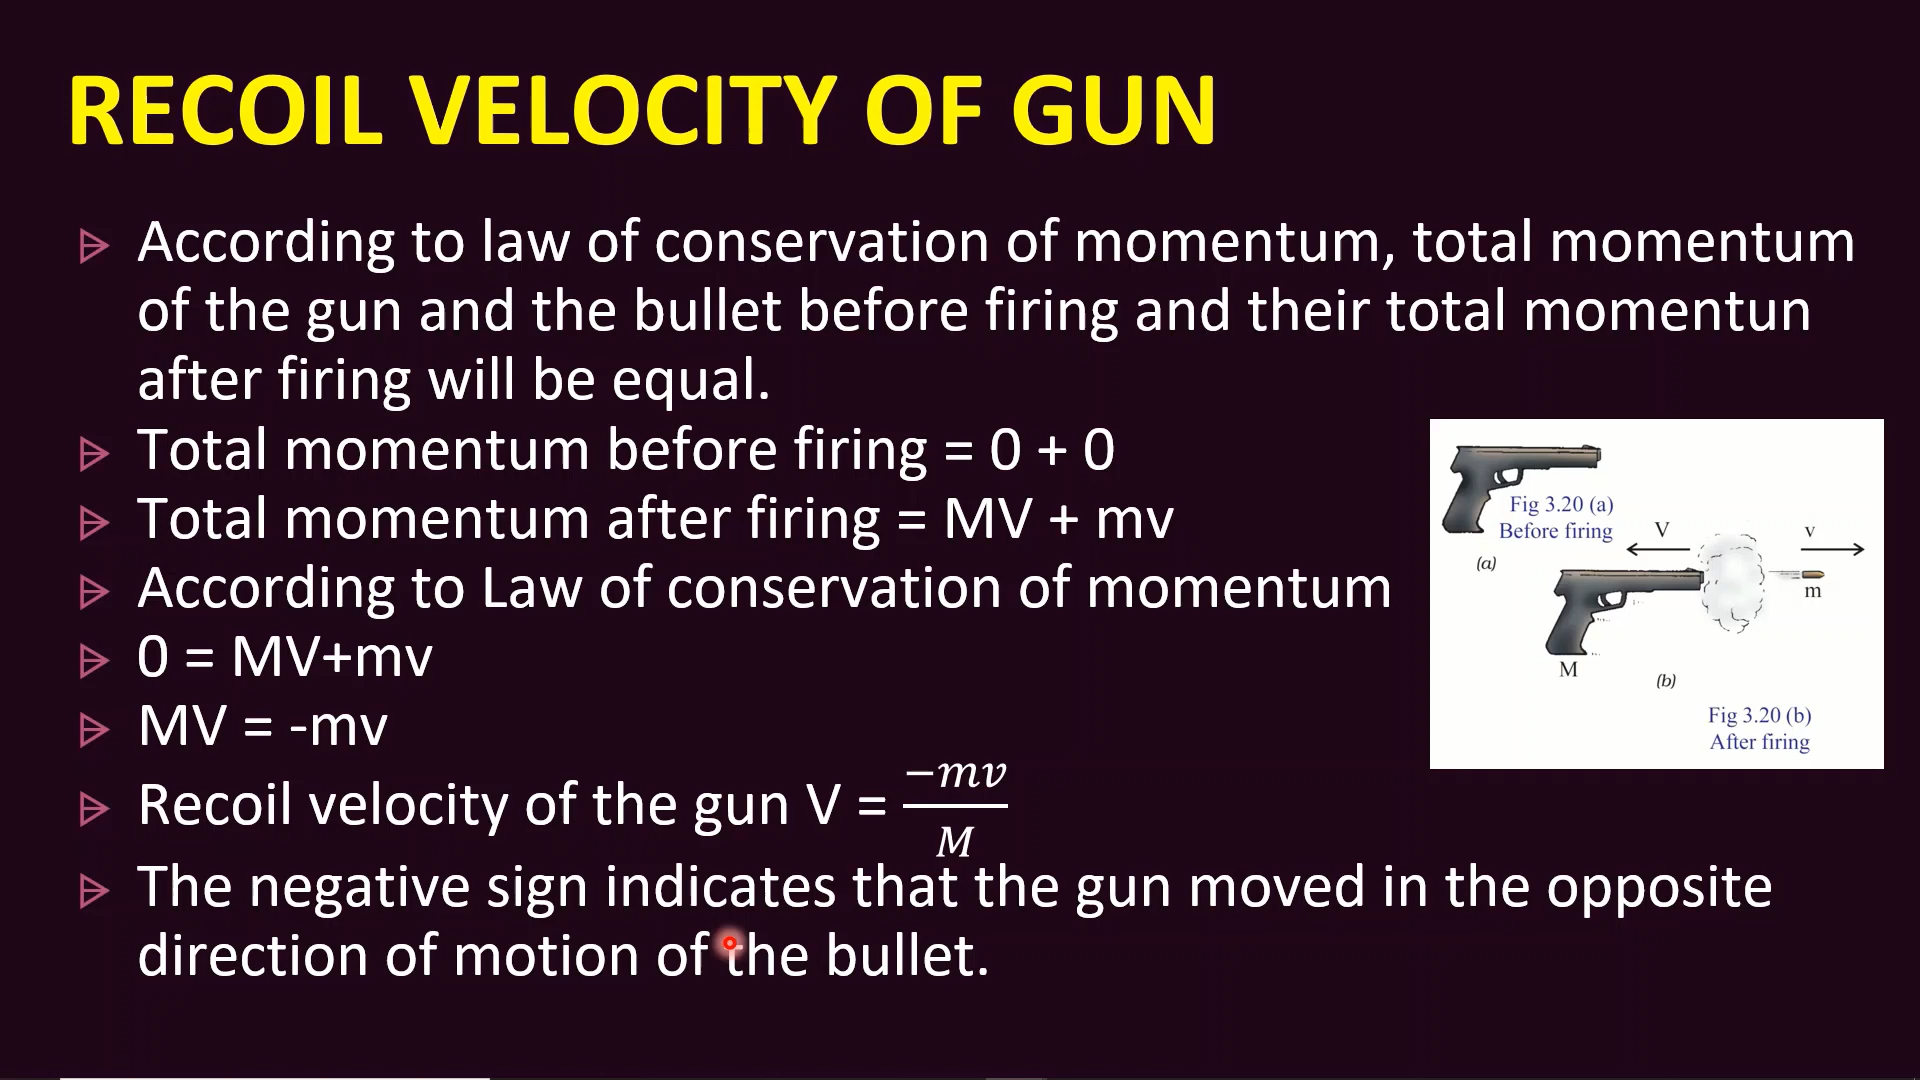 RECOIL VELOCITY OF GUN
According to law of conservation of momentum, total momentum
of the gun and the bullet before firing and their total momentun
after firing will be equal.
Total momentum before firing = 0 + 0
Total momentum after firing = MV + mv
According to Law of conservation of momentum
0 = MV+mv
MV = -mv
Recoil velocity of the gun V = −mv/M
The negative sign indicates that the gun moved in the opposite
direction of motion of the bullet.
Fig 3.20 (a)
Before firing
(a)
V
v
m
M
(b)
Fig 3.20 (b)
After firing